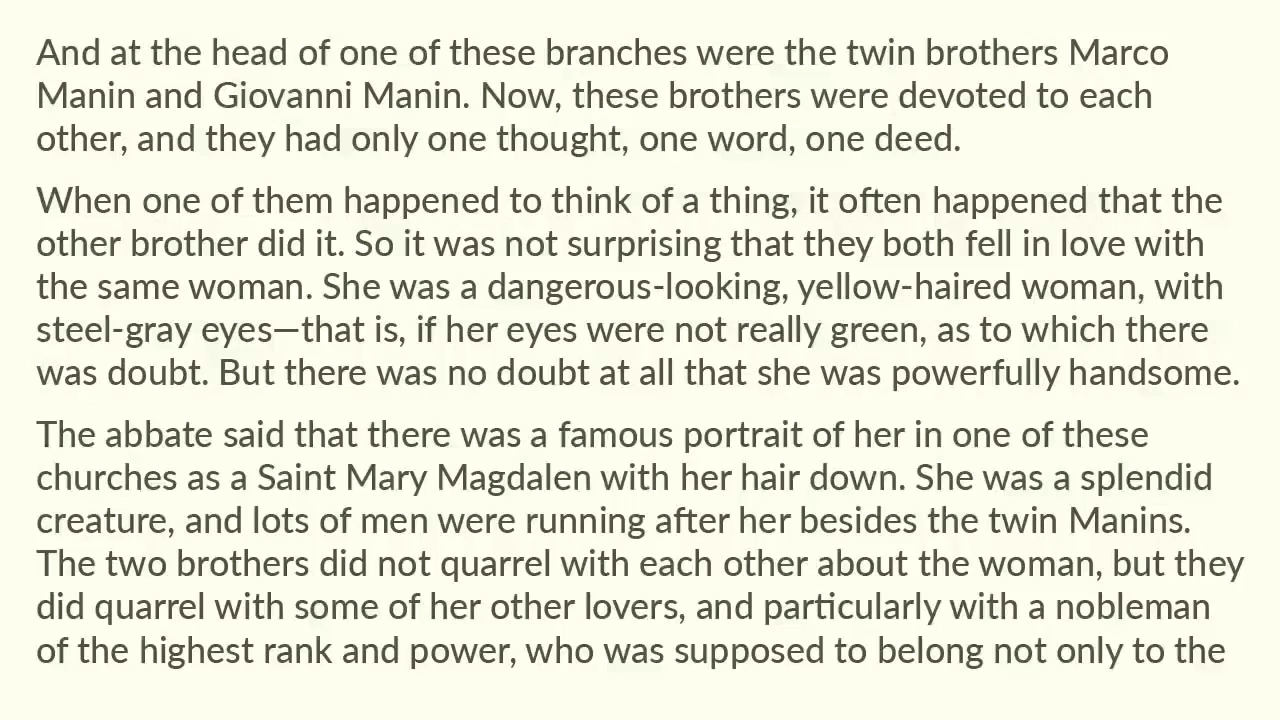 And at the head of one of these branches were the twin brothers Marco
Manin and Giovanni Manin. Now, these brothers were devoted to each
other, and they had only one thought, one word, one deed.
When one of them happened to think of a thing, it often happened that the
other brother did it. So it was not surprising that they both fell in love with
the same woman. She was a dangerous-looking, yellow-haired woman, with
steel-gray eyes—that is, if her eyes were not really green, as to which there
was doubt. But there was no doubt at all that she was powerfully handsome.
The abbate said that there was a famous portrait of her in one of these
churches as a Saint Mary Magdalen with her hair down. She was a splendid
creature, and lots of men were running after her besides the twin Manins.
The two brothers did not quarrel with each other about the woman, but they
did quarrel with some of her other lovers, and particularly with a nobleman
of the highest rank and power, who was supposed to belong not only to the